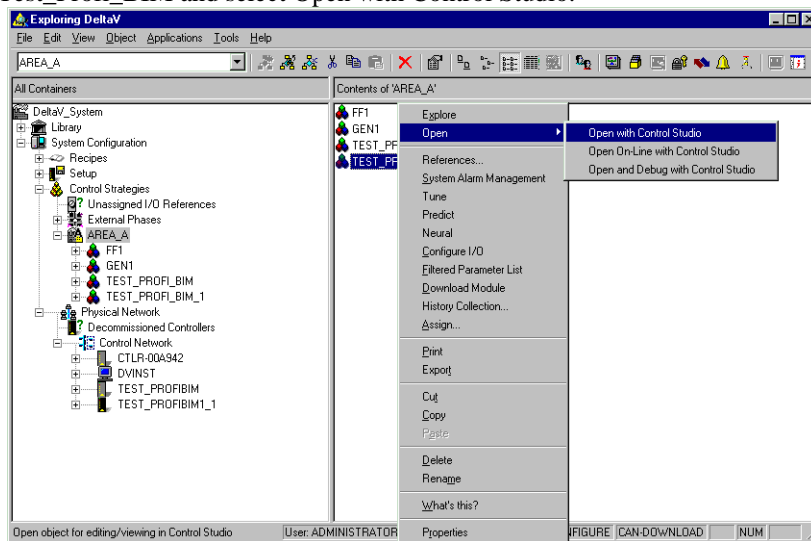 Test_Profi_BIM and select Open with Control Studio.
Exploring DeltaV
File Edit View Object Applications Tools Help
AREA_A
All Containers
Contents of 'AREA_A'
DeltaV_System
Library
System Configuration
Recipes
Setup
Control Strategies
Unassigned I/O References
External Phases
AREA_A
FF1
GEN1
TEST_PROFI_BIM
TEST_PROFI_BIM_1
Physical Network
Decommissioned Controllers
Control Network
CTLR-00A942
DVINST
TEST_PROFIBIM
TEST_PROFIBIM1_1
FF1
GEN1
TEST_PF
TEST_PF
Explore
Open
References...
System Alarm Management
Tune
Predict
Neural
Configure I/O
Filtered Parameter List
Download Module
History Collection...
Assign...
Print
Export
Cut
Copy
Paste
Delete
Rename
What's this?
Properties
Open with Control Studio
Open On-Line with Control Studio
Open and Debug with Control Studio
Open object for editing/viewing in Control Studio
User: ADMINISTRATOR
FIGURE
CAN-DOWNLOAD
NUM